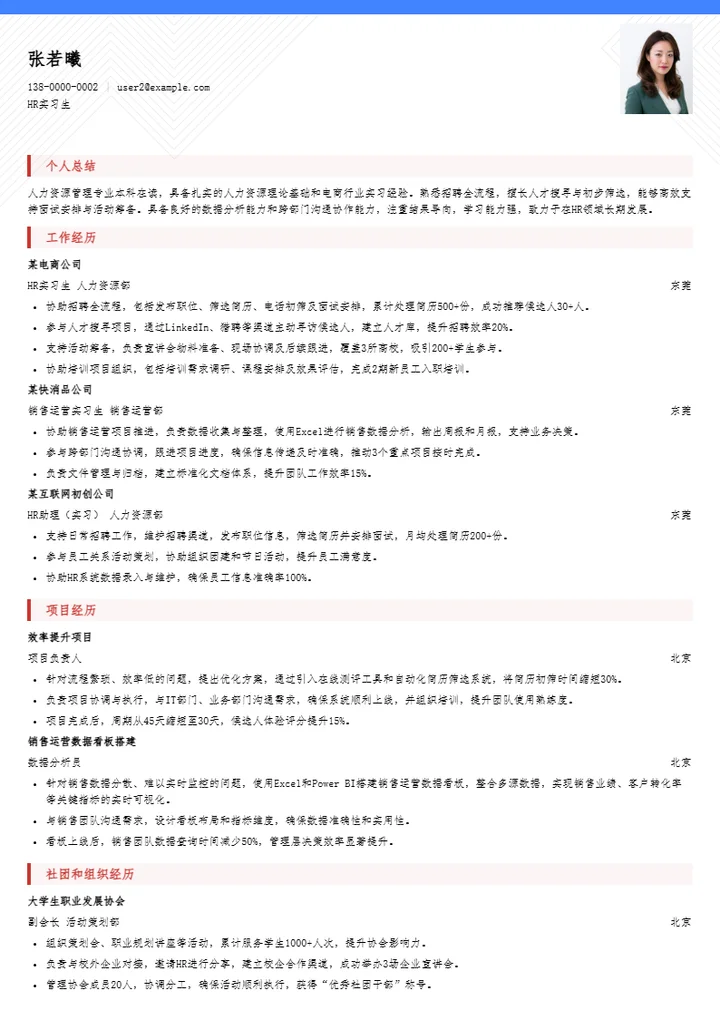 张若曦
138-0000-0002 | user2@example.com
HR实习生
个人总结
人力资源管理专业本科在读，具备扎实的人力资源理论基础和电商行业实习经验。熟悉招聘全流程，擅长人才搜寻与初步筛选，能够高效支
持面试安排与活动筹备。具备良好的数据分析能力和跨部门沟通协作能力，注重结果导向，学习能力强，致力于在HR领域长期发展。
工作经历
某电商公司
HR实习生 人力资源部 东莞
• 协助招聘全流程，包括发布职位、筛选简历、电话初筛及面试安排，累计处理简历500+份，成功推荐候选人30+人。
• 参与人才搜寻项目，通过LinkedIn、猎聘等渠道主动寻访候选人，建立人才库，提升招聘效率20%。
• 支持活动筹备，负责宣讲会物料准备、现场协调及后续跟进，覆盖3所高校，吸引200+学生参与。
• 协助培训项目组织，包括培训需求调研、课程安排及效果评估，完成2期新员工入职培训。
某快消品公司
销售运营实习生 销售运营部 东莞
• 协助销售运营项目推进，负责数据收集与整理，使用Excel进行销售数据分析，输出周报和月报，支持业务决策。
• 参与跨部门沟通协调，跟进项目进度，确保信息传递及时准确，推动3个重点项目按时完成。
• 负责文件管理与归档，建立标准化文档体系，提升团队工作效率15%。
某互联网初创公司
HR助理（实习） 人力资源部 东莞
• 支持日常招聘工作，维护招聘渠道，发布职位信息，筛选简历并安排面试，月均处理简历200+份。
• 参与员工关系活动策划，协助组织团建和节日活动，提升员工满意度。
• 协助HR系统数据录入与维护，确保员工信息准确率100%。
项目经历
效率提升项目
项目负责人 北京
• 针对流程繁琐、效率低的问题，提出优化方案，通过引入在线测评工具和自动化简历筛选系统，将简历初筛时间缩短30%。
• 负责项目协调与执行，与IT部门、业务部门沟通需求，确保系统顺利上线，并组织培训，提升团队使用熟练度。
• 项目完成后，周期从45天缩短至30天，候选人体验评分提升15%。
销售运营数据看板搭建
数据分析员 北京
• 针对销售数据分散、难以实时监控的问题，使用Excel和Power BI搭建销售运营数据看板，整合多源数据，实现销售业绩、客户转化率
等关键指标的实时可视化。
• 与销售团队沟通需求，设计看板布局和指标维度，确保数据准确性和实用性。
• 看板上线后，销售团队数据查询时间减少50%，管理层决策效率显著提升。
社团和组织经历
大学生职业发展协会
副会长 活动策划部 北京
• 组织策划会、职业规划讲座等活动，累计服务学生1000+人次，提升协会影响力。
• 负责与校外企业对接，邀请HR进行分享，建立校企合作渠道，成功举办3场企业宣讲会。
• 管理协会成员20人，协调分工，确保活动顺利执行，获得“优秀社团干部”称号。